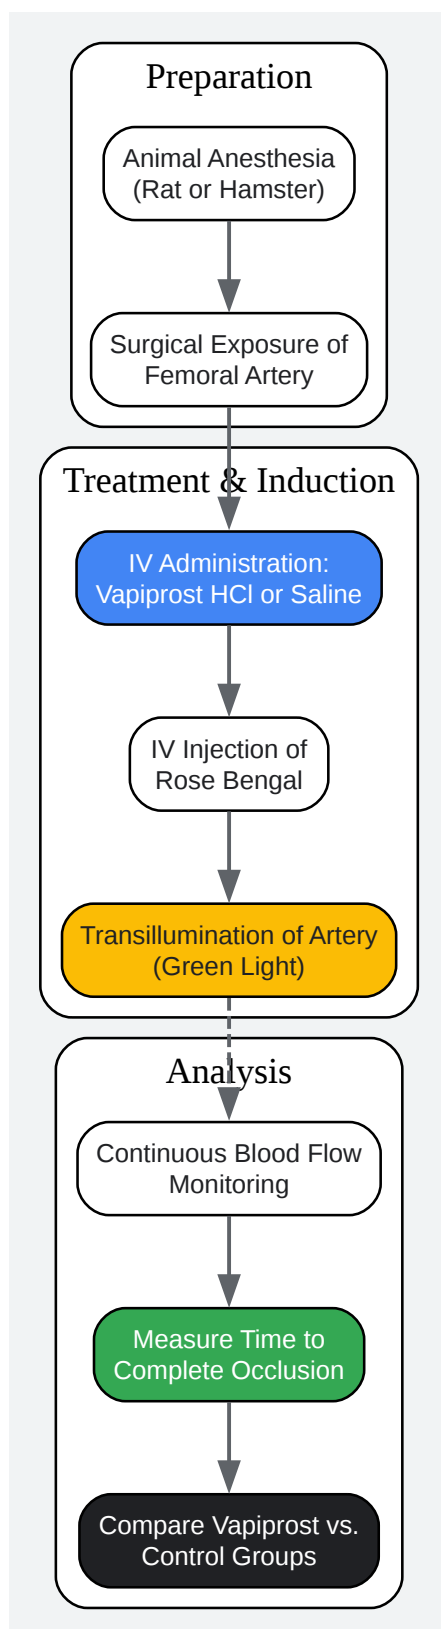 Preparation
Animal Anesthesia
(Rat or Hamster)
Surgical Exposure of
Femoral Artery
Treatment & Induction
IV Administration:
Vapiprost HCl or Saline
IV Injection of
Rose Bengal
Transillumination of Artery
(Green Light)
Analysis
Continuous Blood Flow
Monitoring
Measure Time to
Complete Occlusion
Compare Vapiprost vs.
Control Groups